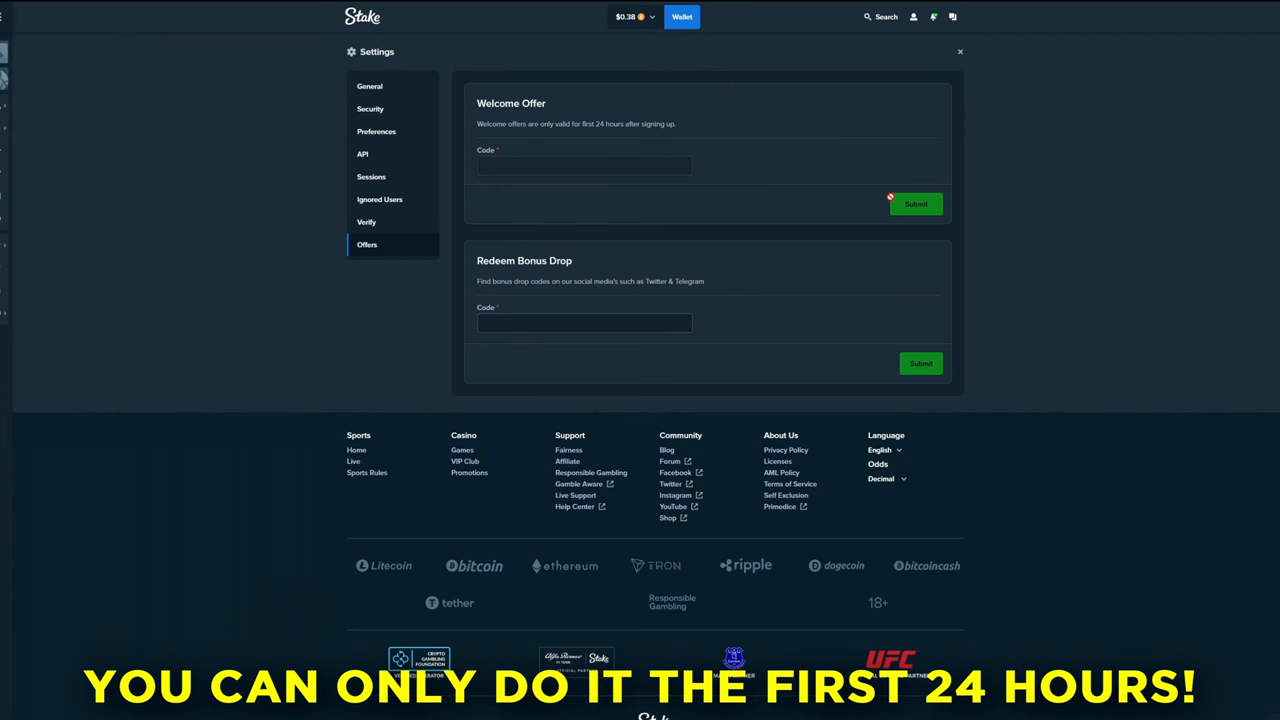 Stake
$0.38
Wallet
Search
Settings
General
Security
Preferences
API
Sessions
Ignored Users
Verify
Offers
Welcome Offer
Welcome offers are only valid for first 24 hours after signing up.
Code *
Submit
Redeem Bonus Drop
Find bonus drop codes on our social media's such as Twitter & Telegram
Code *
Submit
Sports
Home
Live
Sports Rules
Casino
Games
VIP Club
Promotions
Support
Fairness
Affiliate
Responsible Gambling
Gamble Aware
Live Support
Help Center
Community
Blog
Forum
Facebook
Twitter
Instagram
YouTube
Shop
About Us
Privacy Policy
Licenses
AML Policy
Terms of Service
Self Exclusion
Primedice
Language
English
Odds
Decimal
Litecoin
bitcoin
ethereum
TRON
ripple
dogecoin
bitcoincash
tether
Responsible
Gambling
18+
CRYPTO
GAMBLING
FOUNDATION
Alfa Romeo
Stake
UFC
YOU CAN ONLY DO IT THE FIRST 24 HOURS!